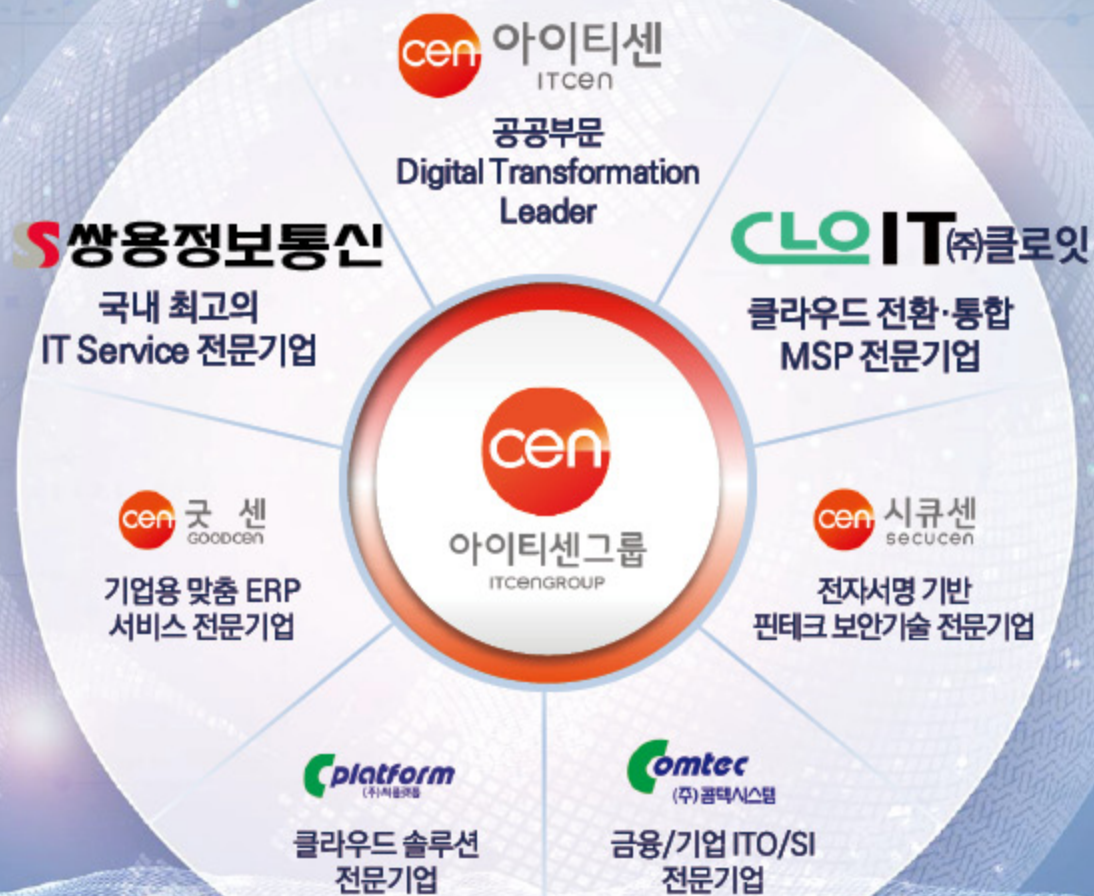 cen 아이티센
ITCEN
공공부문
Digital Transformation
Leader
쌍용정보통신
국내 최고의
IT Service 전문기업
CLOIT (주)클로잇
클라우드 전환·통합
MSP 전문기업
cen
아이티센그룹
ITCENGROUP
cen 굿 센
GOODCEN
기업용 맞춤 ERP
서비스 전문기업
cen 시큐센
secucen
전자서명 기반
핀테크 보안기술 전문기업
Cplatform
(주)씨플랫폼
클라우드 솔루션
전문기업
Comtec
(주)콤텍시스템
금융/기업 ITO/SI
전문기업